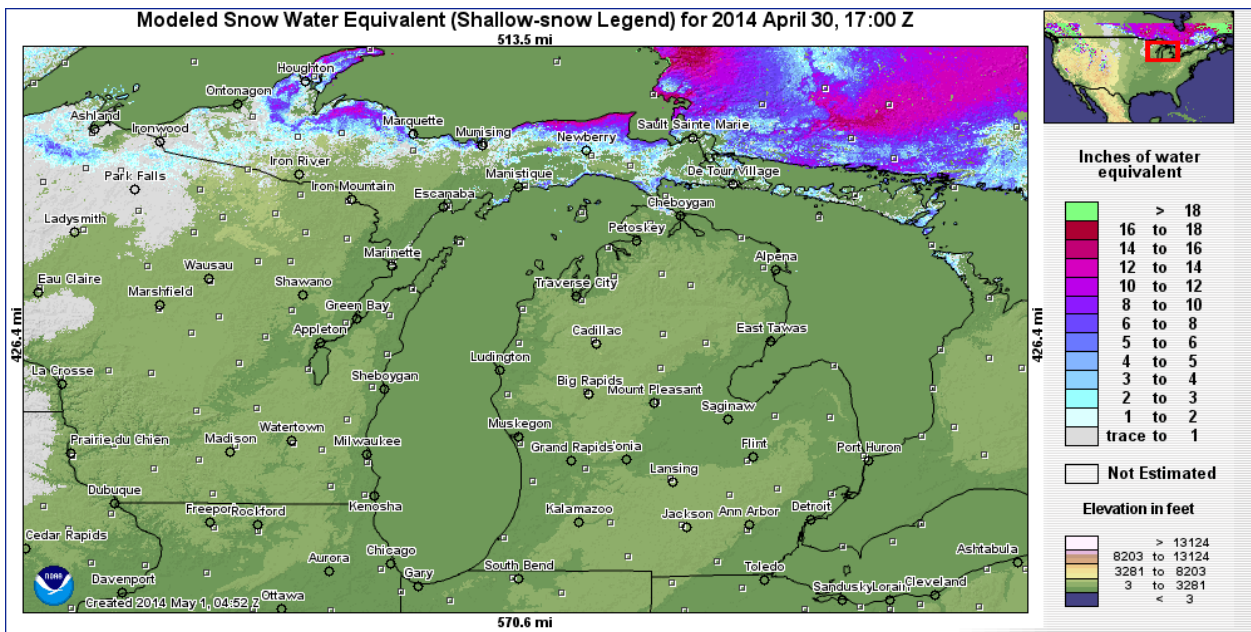 Modeled Snow Water Equivalent (Shallow-snow Legend) for 2014 April 30, 17:00 Z
513.5 mi
Houghton
Ontonagon
Ashland
Ironwood
Marquette
Munising
Newberry
Sault Sainte Marie
Iron River
Park Falls
Iron Mountain
Manistique
De Tour Village
Escanaba
Cheboygan
Ladysmith
Petoskey
Marinette
Alpena
Wausau
Eau Claire
Shawano
Traverse City
Marshfield
Green Bay
Appleton
Cadillac
East Tawas
426.4 mi
426.4 mi
Ludington
La Crosse
Sheboygan
Big Rapids
Mount Pleasant
Saginaw
Muskegon
Prairie du Chien
Madison
Watertown
Milwaukee
Grand Rapids
onia
Flint
Port Huron
Lansing
Dubuque
Kenosha
Freeport
Rockford
Kalamazoo
Jackson
Ann Arbor
Detroit
Cedar Rapids
Aurora
Chicago
Ashtabula
South Bend
Toledo
Gary
Davenport
Sandusky
Lorain
Cleveland
NOAA
Created 2014 May 1, 04:52 Z
Ottawa
570.6 mi
Inches of water
equivalent
> 18
16 to 18
14 to 16
12 to 14
10 to 12
8 to 10
6 to 8
5 to 6
4 to 5
3 to 4
2 to 3
1 to 2
trace to 1
Not Estimated
Elevation in feet
> 13124
8203 to 13124
3281 to 8203
3 to 3281
< 3